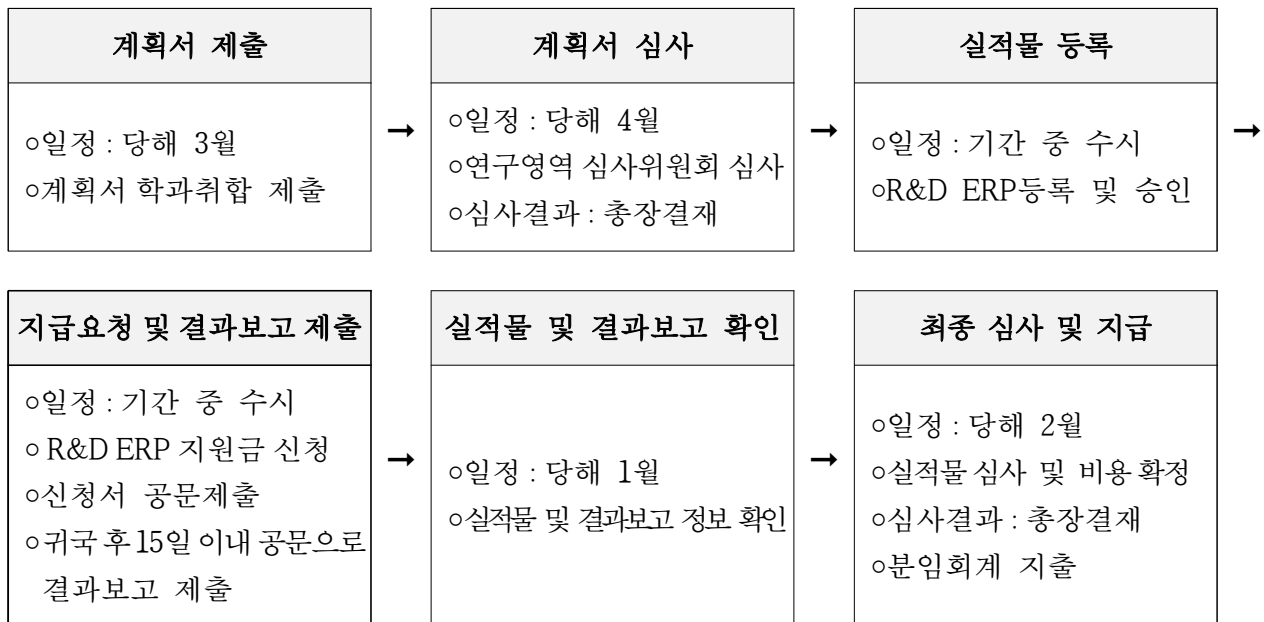 계획서 제출
○일정 : 당해 3월
○계획서 학과취합 제출
→
계획서 심사
○일정 : 당해 4월
○연구영역 심사위원회 심사
○심사결과 : 총장결재
→
실적물 등록
○일정 : 기간 중 수시
○R&D ERP등록 및 승인
→
지급요청 및 결과보고 제출
○일정 : 기간 중 수시
○ R&D ERP 지원금 신청
○신청서 공문제출
○귀국 후 15일 이내 공문으로
결과보고 제출
→
실적물 및 결과보고 확인
○일정 : 당해 1월
○실적물 및 결과보고 정보 확인
→
최종 심사 및 지급
○일정 : 당해 2월
○실적물 심사 및 비용 확정
○심사결과 : 총장결재
○분임회계 지출